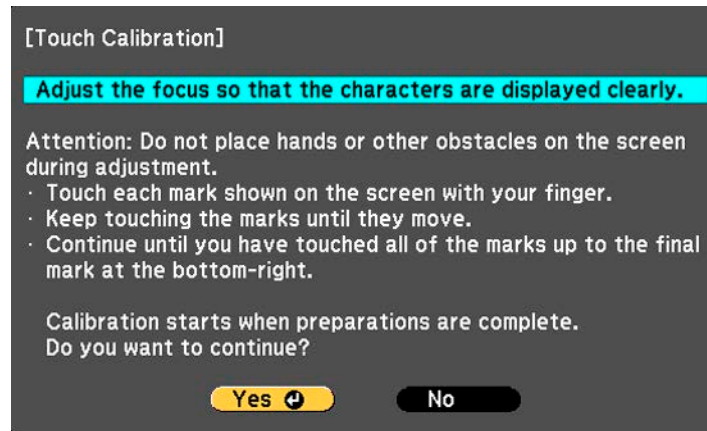 [Touch Calibration]
Adjust the focus so that the characters are displayed clearly.
Attention: Do not place hands or other obstacles on the screen
during adjustment.
· Touch each mark shown on the screen with your finger.
· Keep touching the marks until they move.
· Continue until you have touched all of the marks up to the final
mark at the bottom-right.
Calibration starts when preparations are complete.
Do you want to continue?
Yes No